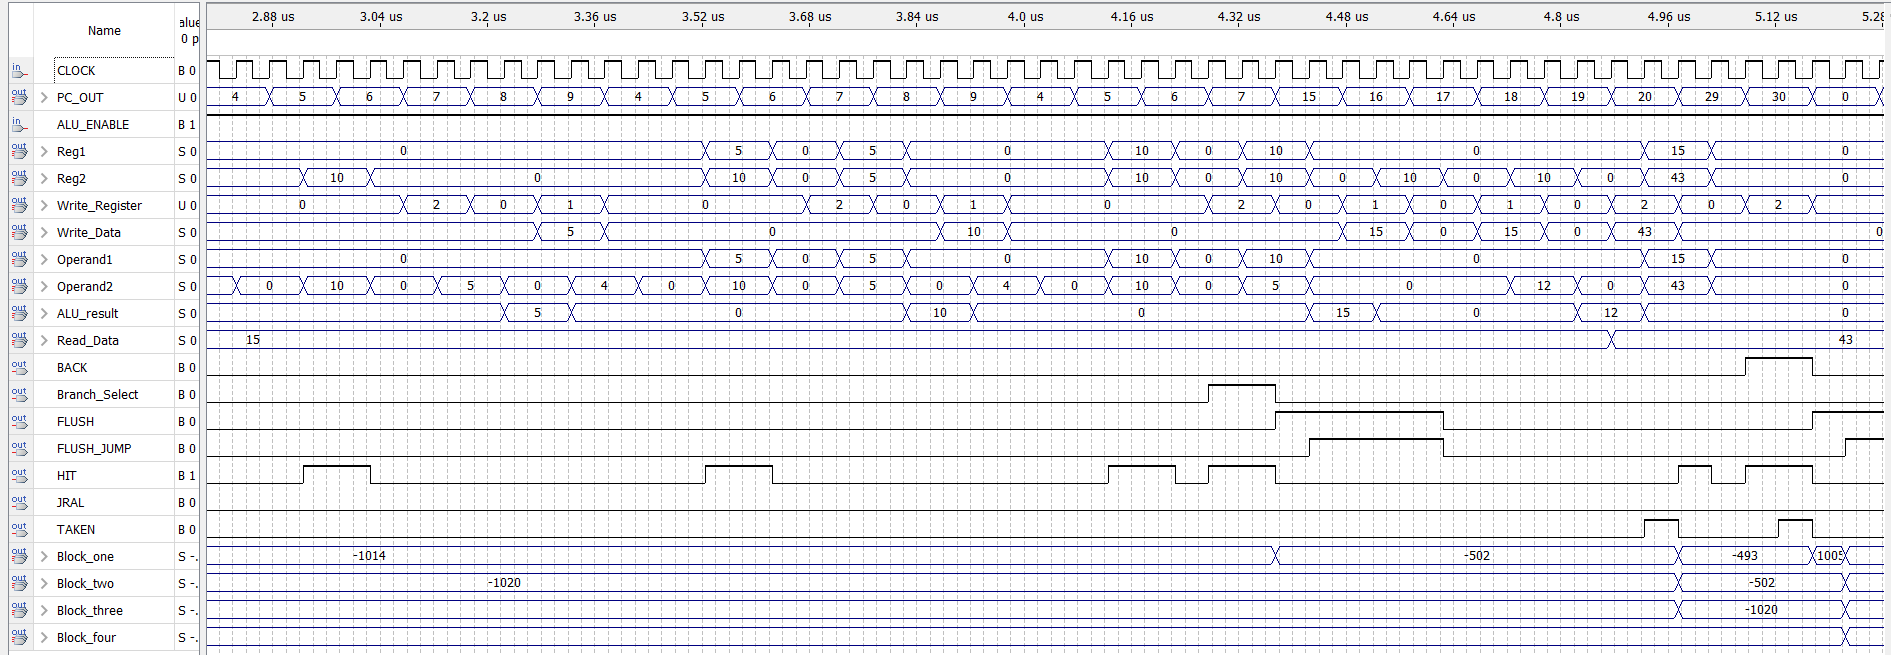 Name
alue
0 p
2.88 us 3.04 us 3.2 us 3.36 us 3.52 us 3.68 us 3.84 us 4.0 us 4.16 us 4.32 us 4.48 us 4.64 us 4.8 us 4.96 us 5.12 us 5.28
in CLOCK B 0
out PC_OUT U 0 4 5 6 7 8 9 4 5 6 7 8 9 4 5 6 7 15 16 17 18 19 20 29 30 0
in ALU_ENABLE B 1
out Reg1 S 0 0 5 0 5 0 10 0 10 0 15 0
out Reg2 S 0 10 0 10 0 5 0 10 0 10 0 10 0 10 0 43 0
out Write_Register U 0 0 2 0 1 0 2 0 1 0 2 0 1 0 1 0 2 0 2
out Write_Data S 0 5 0 10 0 15 0 15 0 43 0
out Operand1 S 0 0 5 0 5 0 10 0 10 0 15 0
out Operand2 S 0 0 10 0 5 0 4 0 10 0 5 0 4 0 10 0 5 0 12 0 43 0
out ALU_result S 0 5 0 10 0 15 0 12 0
out Read_Data S 0 15 43
out BACK B 0
out Branch_Select B 0
out FLUSH B 0
out FLUSH_JUMP B 0
out HIT B 1
out JRAL B 0
out TAKEN B 0
out Block_one S -. -1014 -502 -493 1005
out Block_two S -. -1020 -502
out Block_three S -. -1020
out Block_four S -.